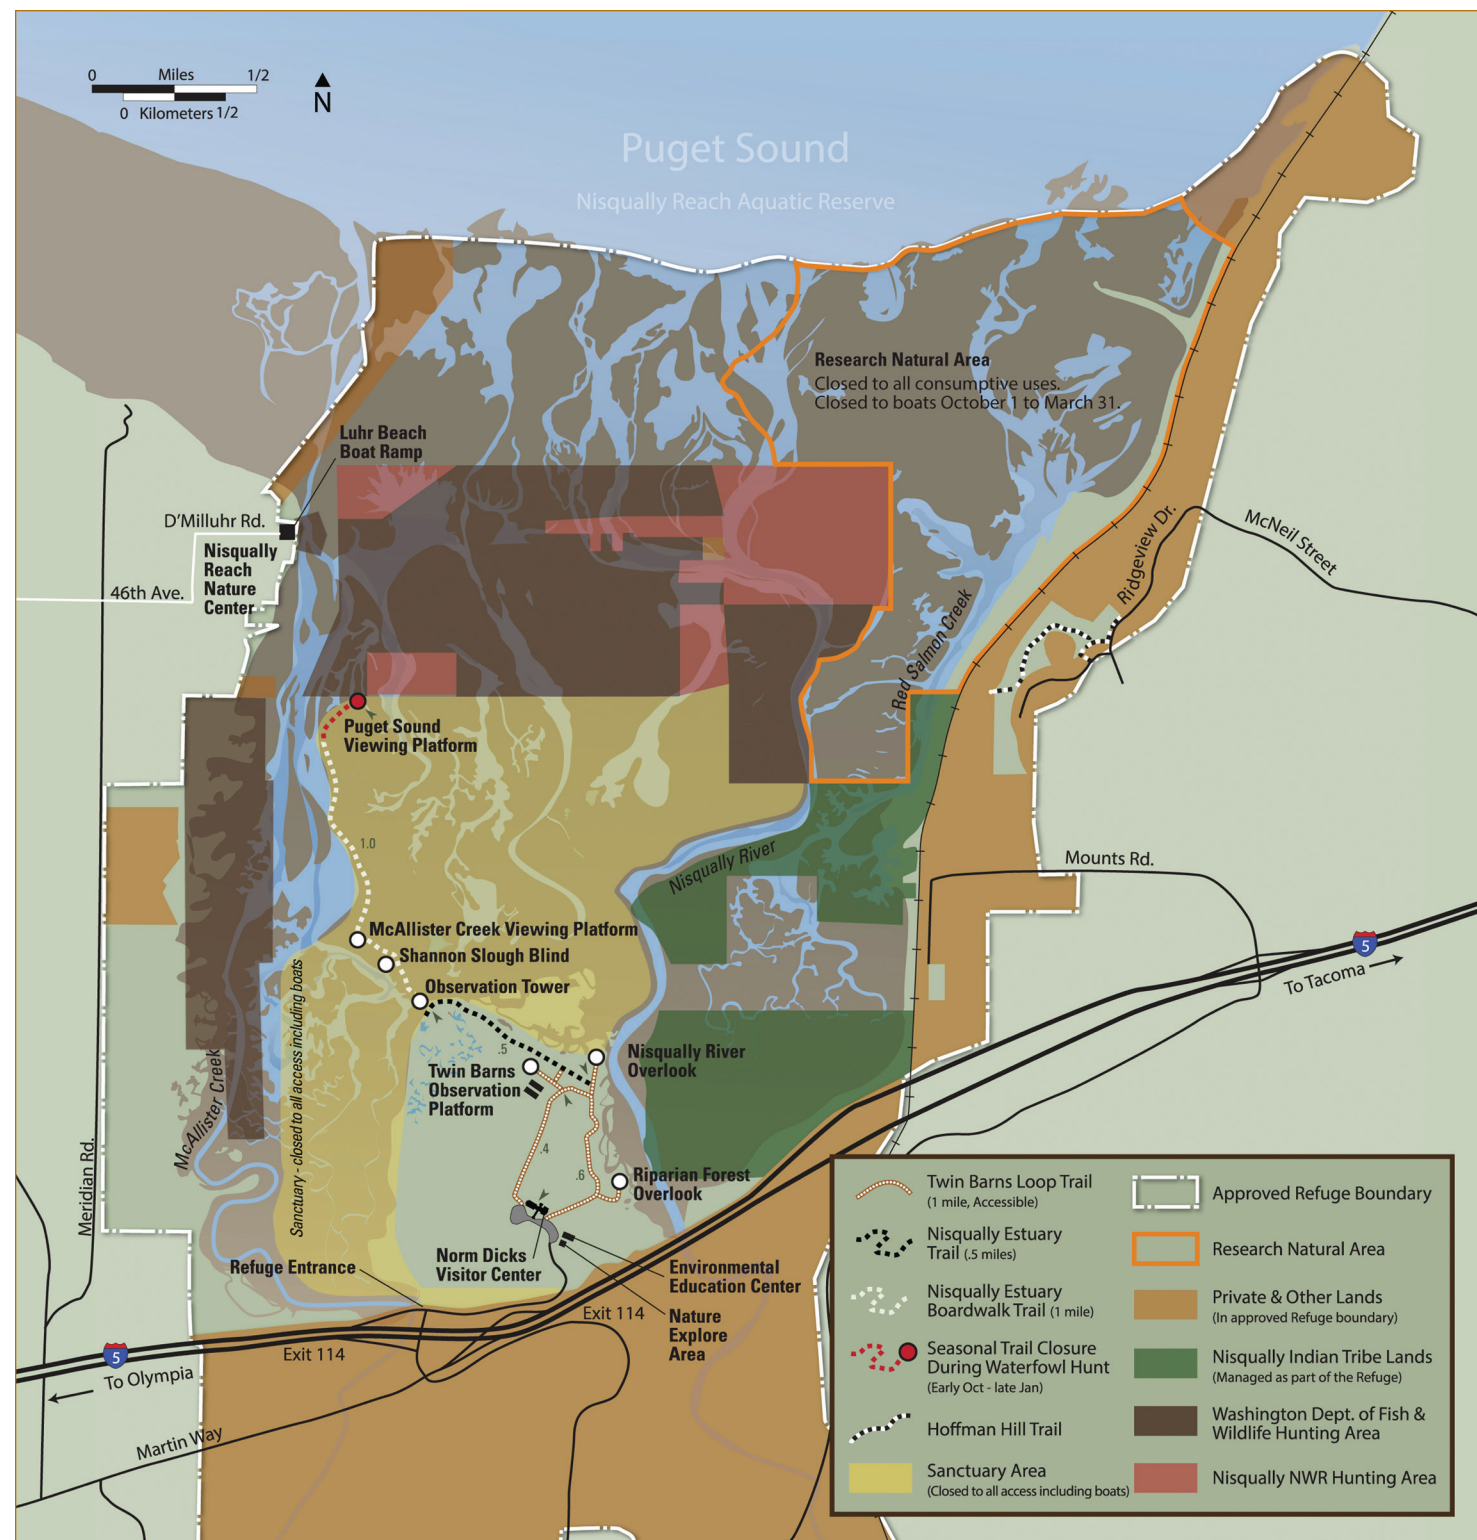 0 Miles 1/2
0 Kilometers 1/2
N
Puget Sound
Nisqually Reach Aquatic Reserve
Research Natural Area
Closed to all consumptive uses.
Closed to boats October 1 to March 31.
Luhr Beach
Boat Ramp
D'Milluhr Rd.
Nisqually
Reach
Nature
Center
46th Ave.
Ridgeview Dr.
McNeil Street
Red Salmon Creek
Puget Sound
Viewing Platform
1.0
Nisqually River
Mounts Rd.
McAllister Creek Viewing Platform
Shannon Slough Blind
Observation Tower
5
To Tacoma
Sanctuary - closed to all access including boats
.5
Nisqually River
Overlook
Twin Barns
Observation
Platform
McAllister Creek
Meridian Rd.
.4
.6
Riparian Forest
Overlook
Norm Dicks
Visitor Center
Refuge Entrance
Environmental
Education Center
Nature
Explore
Area
Exit 114
Exit 114
5
To Olympia
Martin Way
Twin Barns Loop Trail
(1 mile, Accessible)
Nisqually Estuary
Trail (.5 miles)
Nisqually Estuary
Boardwalk Trail (1 mile)
Seasonal Trail Closure
During Waterfowl Hunt
(Early Oct - late Jan)
Hoffman Hill Trail
Sanctuary Area
(Closed to all access including boats)
Approved Refuge Boundary
Research Natural Area
Private & Other Lands
(In approved Refuge boundary)
Nisqually Indian Tribe Lands
(Managed as part of the Refuge)
Washington Dept. of Fish &
Wildlife Hunting Area
Nisqually NWR Hunting Area